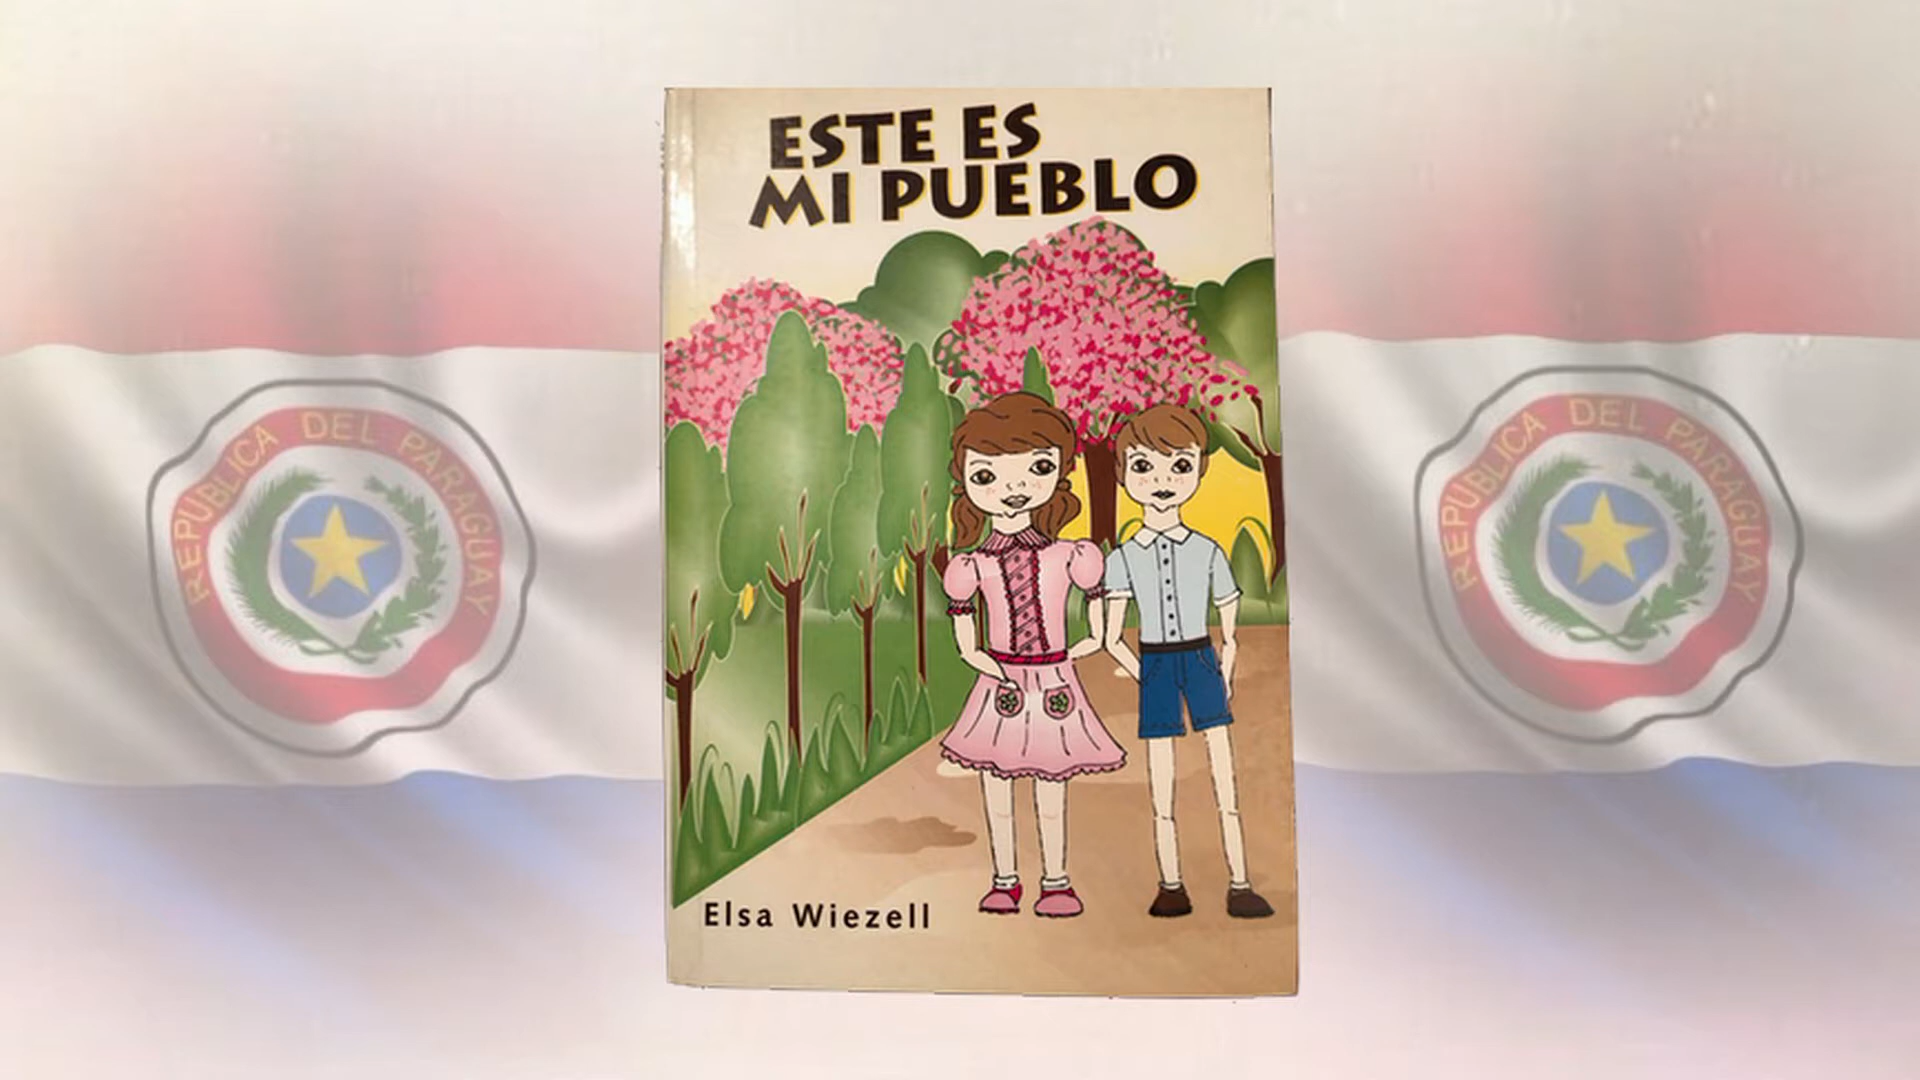 ESTE ES
MI PUEBLO
REPUBLICA DEL PARAGUAY
REPUBLICA DEL PARAGUAY
Elsa Wiezell